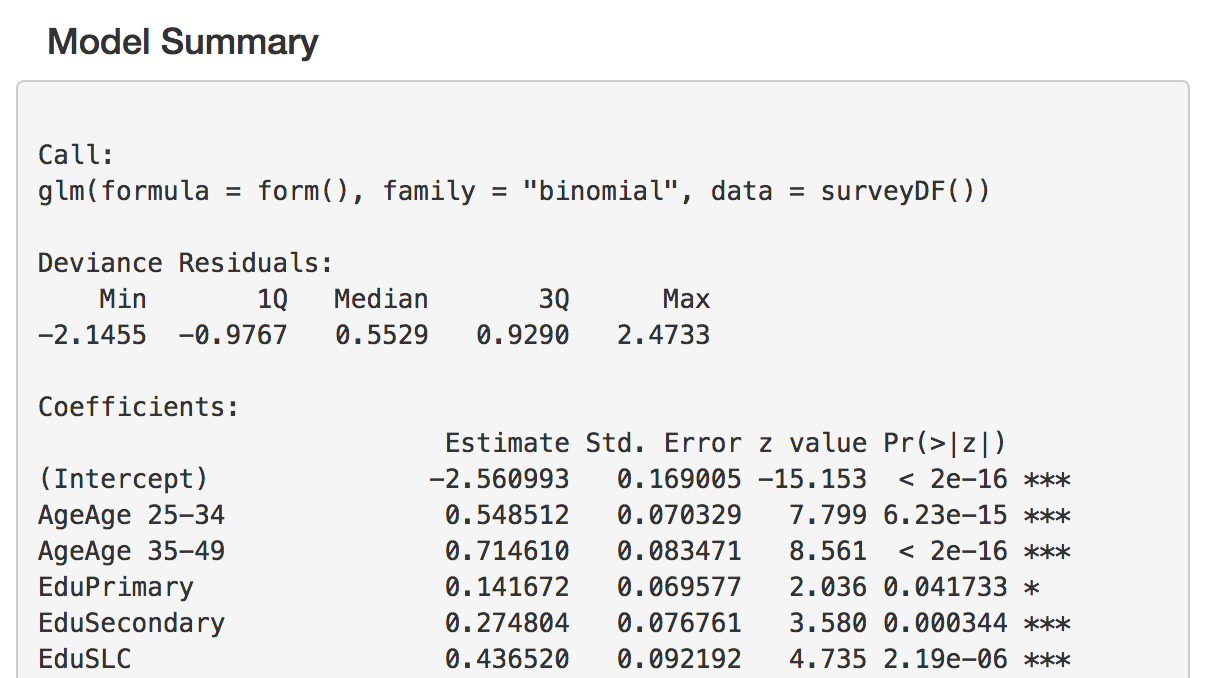 Model Summary
Call:
glm(formula = form(), family = "binomial", data = surveyDF())
Deviance Residuals:
    Min       1Q   Median       3Q      Max
−2.1455  −0.9767   0.5529   0.9290   2.4733
Coefficients:
                          Estimate Std. Error z value Pr(>|z|)
(Intercept)              −2.560993   0.169005 −15.153  < 2e−16 ***
AgeAge 25−34              0.548512   0.070329   7.799 6.23e−15 ***
AgeAge 35−49              0.714610   0.083471   8.561  < 2e−16 ***
EduPrimary                0.141672   0.069577   2.036 0.041733 *
EduSecondary              0.274804   0.076761   3.580 0.000344 ***
EduSLC                    0.436520   0.092192   4.735 2.19e−06 ***